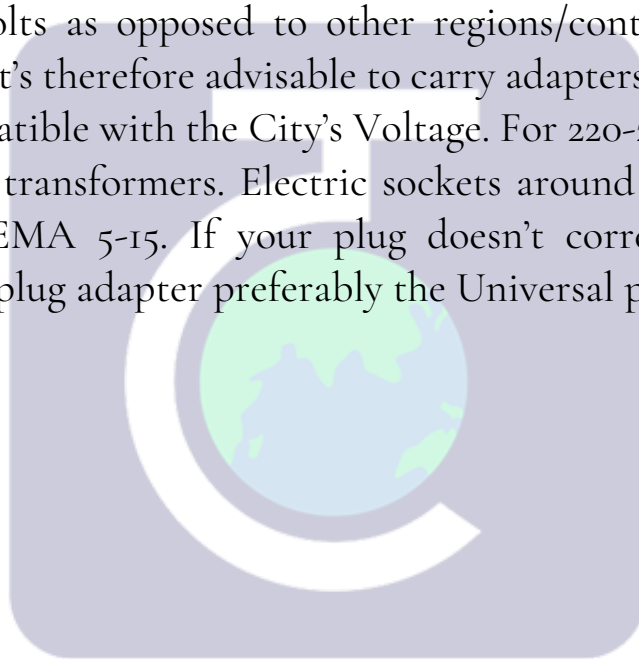 olts as opposed to other regions/cont
t’s therefore advisable to carry adapters
atible with the City’s Voltage. For 220-
transformers. Electric sockets around
EMA 5-15. If your plug doesn’t corr
plug adapter preferably the Universal p